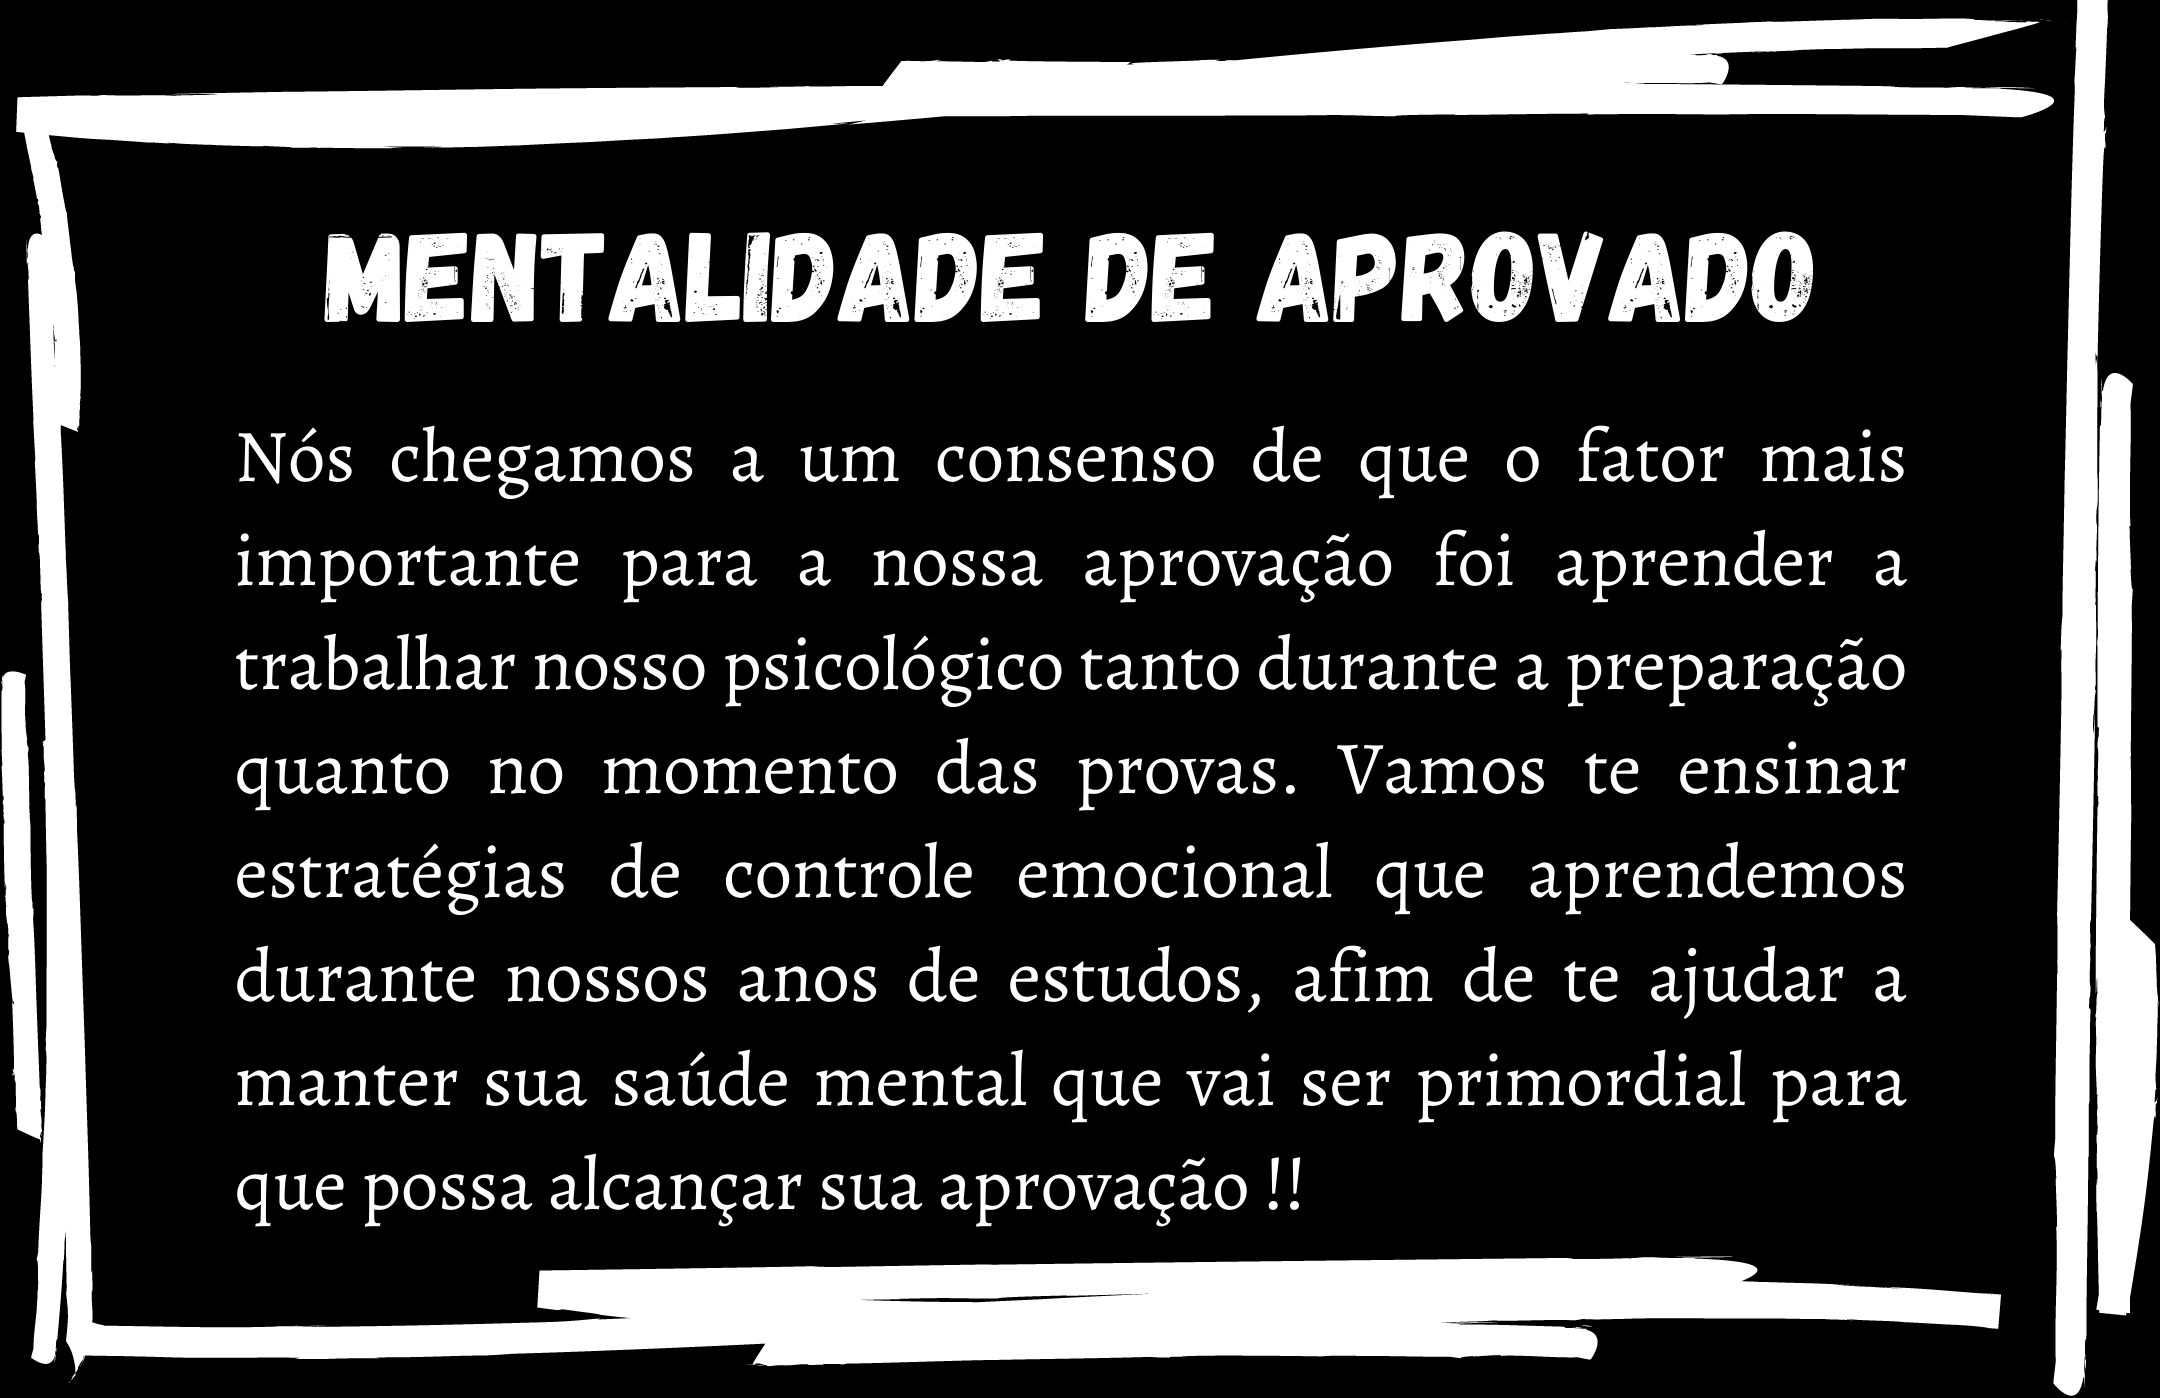 MENTALIDADE DE APROVADO
Nós chegamos a um consenso de que o fator mais
importante para a nossa aprovação foi aprender a
trabalhar nosso psicológico tanto durante a preparação
quanto no momento das provas. Vamos te ensinar
estratégias de controle emocional que aprendemos
durante nossos anos de estudos, afim de te ajudar a
manter sua saúde mental que vai ser primordial para
que possa alcançar sua aprovação !!